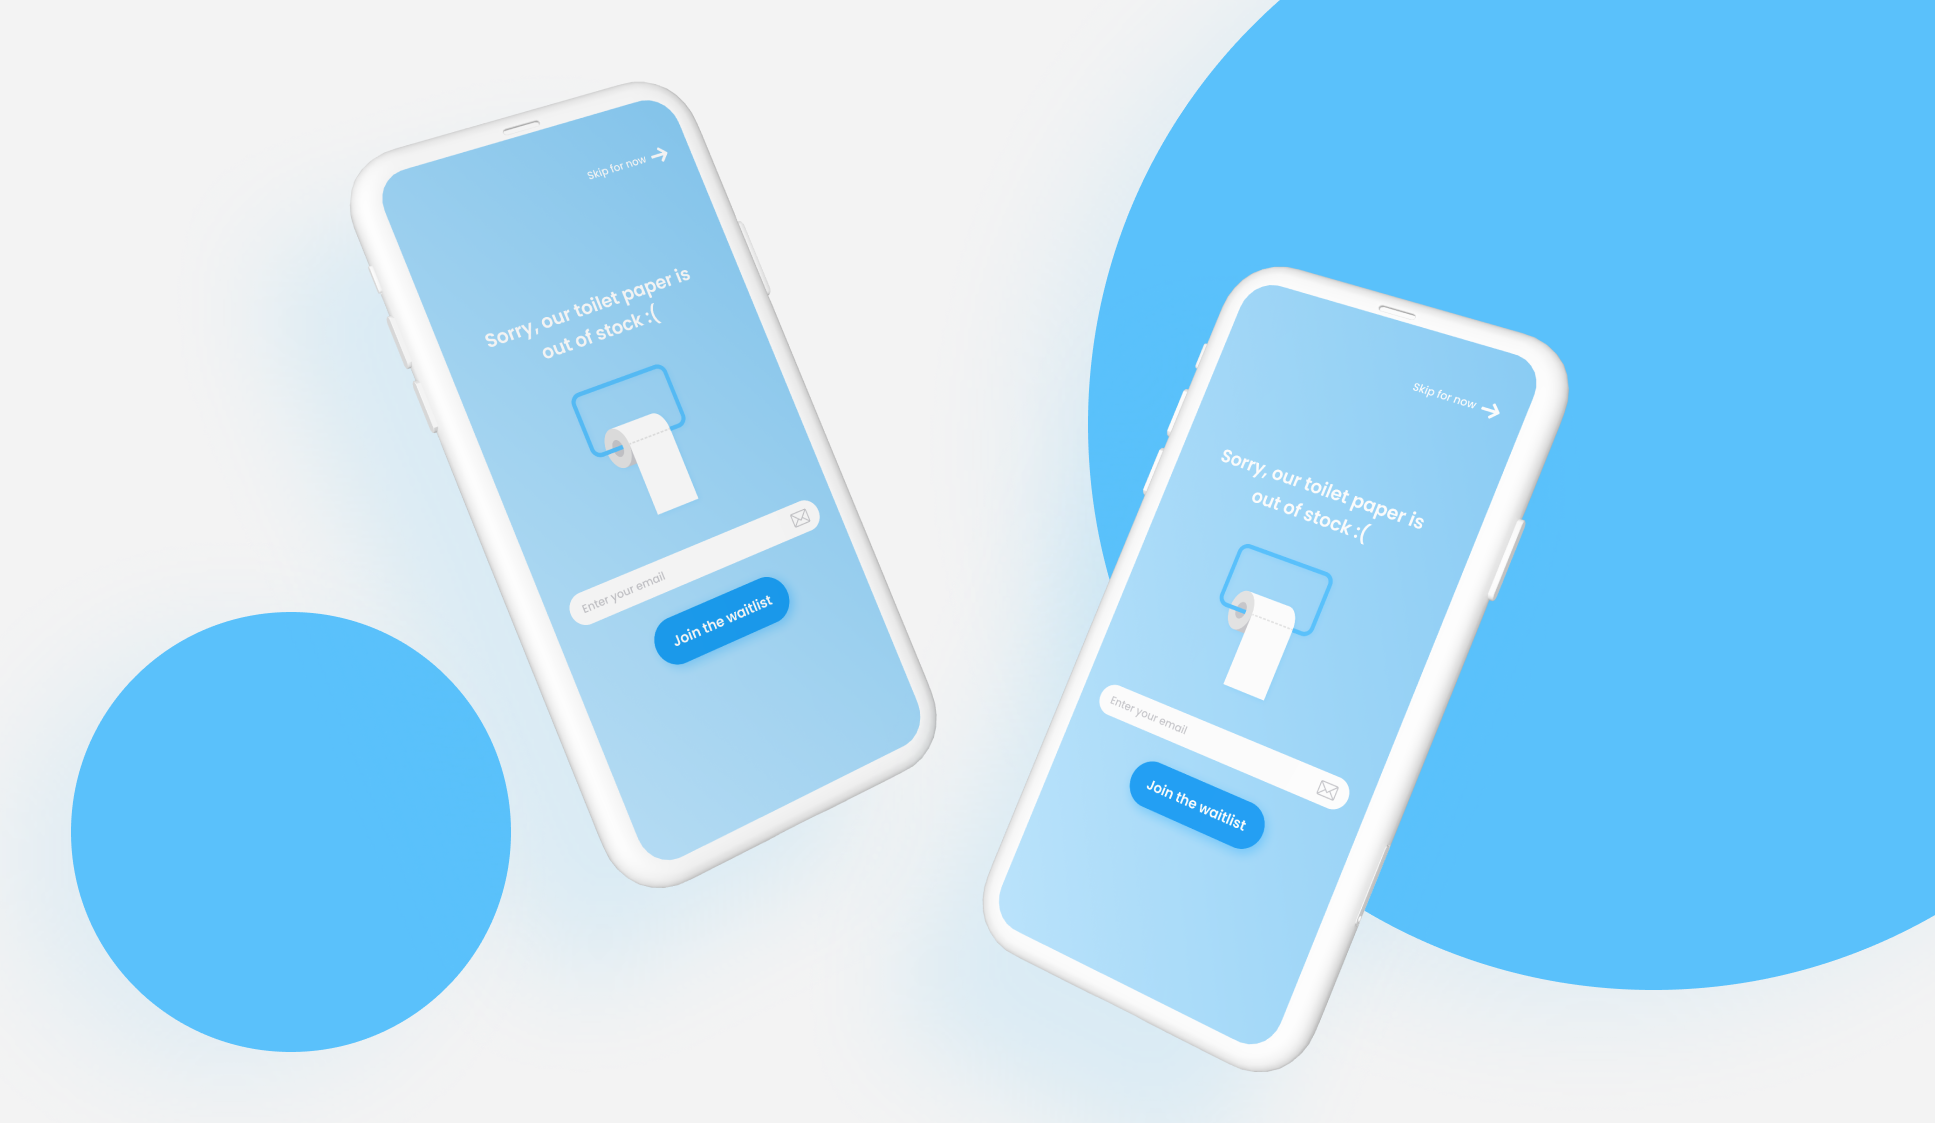 Skip for now
Sorry, our toilet paper is
out of stock :(
Enter your email
Join the waitlist
Skip for now
Sorry, our toilet paper is
out of stock :(
Enter your email
Join the waitlist